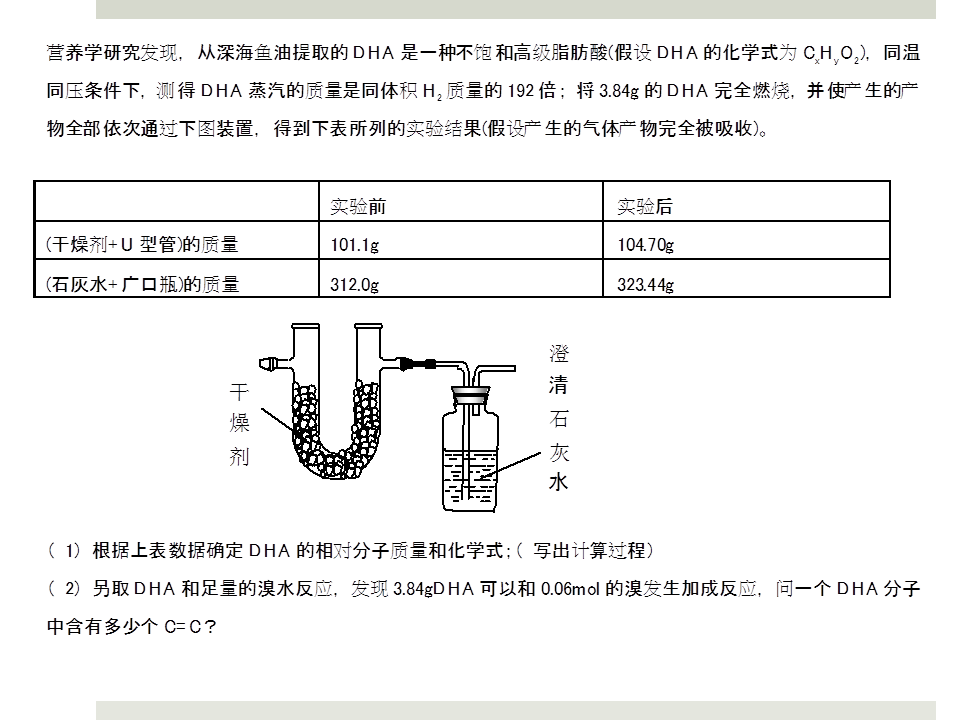 营养学研究发现，从深海鱼油提取的DHA是一种不饱和高级脂肪酸(假设DHA的化学式为CxHyO2)，同温
同压条件下，测得DHA蒸汽的质量是同体积H2质量的192倍；将3.84g的DHA完全燃烧，并使产生的产
物全部依次通过下图装置，得到下表所列的实验结果(假设产生的气体产物完全被吸收)。
实验前 实验后
(干燥剂+U型管)的质量 101.1g 104.70g
(石灰水+广口瓶)的质量 312.0g 323.44g
干
燥
剂
澄
清
石
灰
水
( 1) 根据上表数据确定DHA的相对分子质量和化学式；( 写出计算过程)
( 2) 另取DHA和足量的溴水反应，发现3.84gDHA可以和0.06mol的溴发生加成反应，问一个DHA分子
中含有多少个C=C？